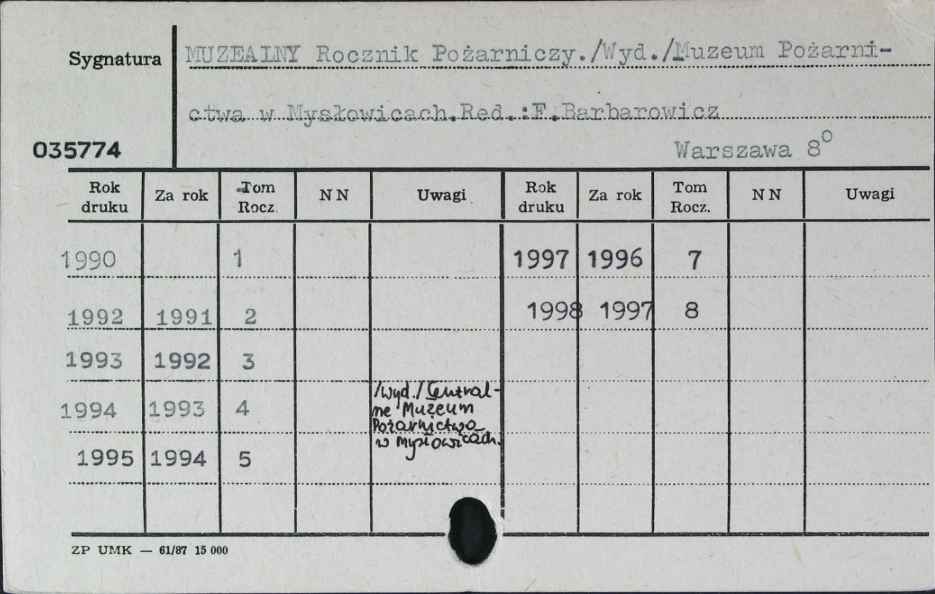 Sygnatura
MUZEALNY Rocznik Pożarniczy./Wyd./Muzeum Pożarni-
ctwa w Mysłowicach.Red.:F.Barbarowicz
035774
Warszawa 8°
Rok druku Za rok Tom Rocz. NN Uwagi Rok druku Za rok Tom Rocz. NN Uwagi
1990 1 1997 1996 7
1992 1991 2 1998 1997 8
1993 1992 3
/Wyd./ Central-
1994 1993 4 ne Muzeum
Pożarnictwa
w Mysłowicach.
1995 1994 5
ZP UMK — 61/87 15 000